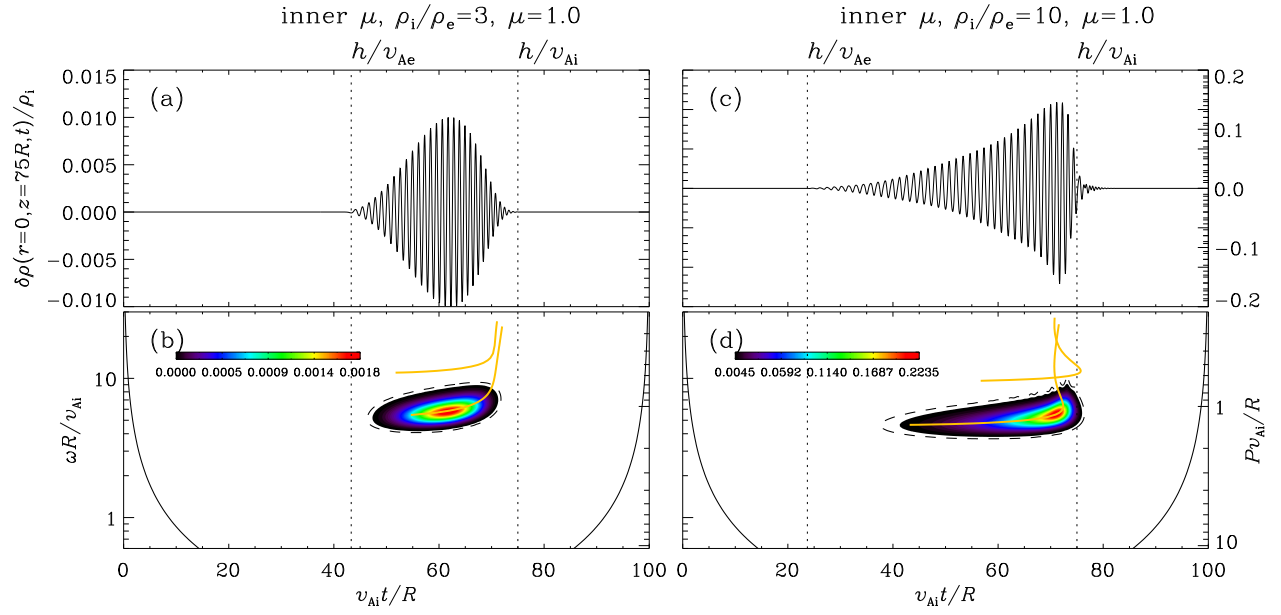 inner μ, ρi/ρe=3, μ=1.0
inner μ, ρi/ρe=10, μ=1.0
h/vAe
h/vAi
h/vAe
h/vAi
(a)
(c)
δρ(r=0,z=75R,t)/ρi
0.015
0.010
0.005
0.000
−0.005
−0.010
0.2
0.1
0.0
−0.1
−0.2
(b)
(d)
0.0000 0.0005 0.0009 0.0014 0.0018
0.0045 0.0592 0.1140 0.1687 0.2235
ωR/vAi
10
1
PvAi/R
1
10
0 20 40 60 80 100
0 20 40 60 80 100
vAit/R
vAit/R